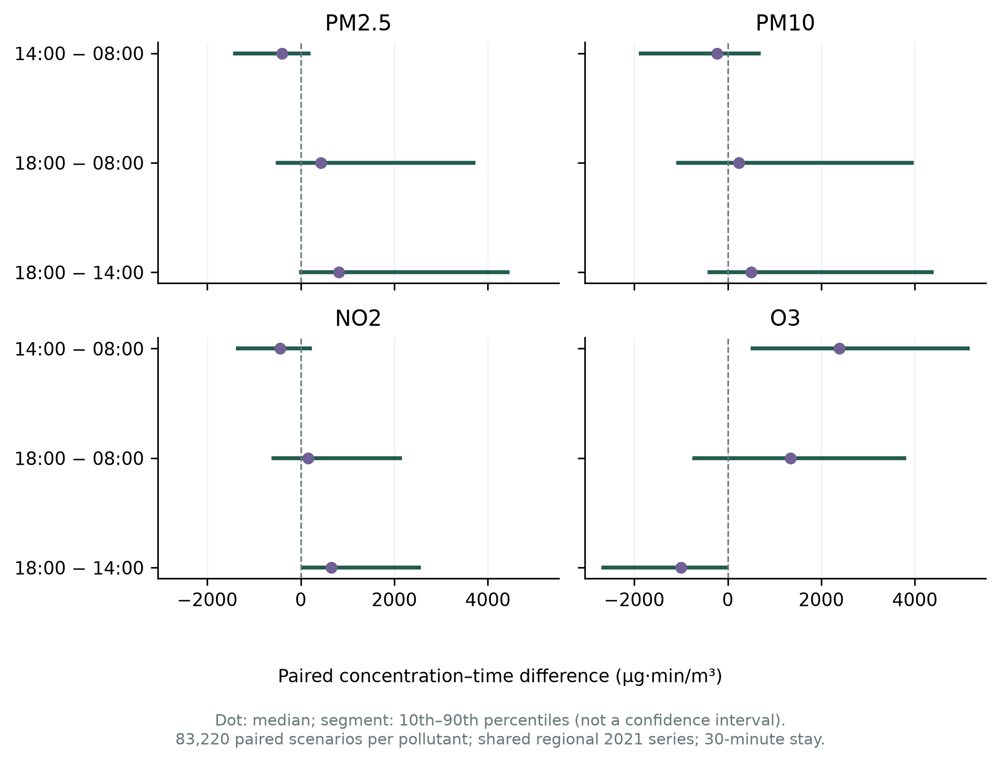 PM2.5
PM10
14:00 − 08:00
18:00 − 08:00
18:00 − 14:00
NO2
O3
14:00 − 08:00
18:00 − 08:00
18:00 − 14:00
−2000 0 2000 4000
−2000 0 2000 4000
Paired concentration–time difference (µg·min/m³)
Dot: median; segment: 10th–90th percentiles (not a confidence interval).
83,220 paired scenarios per pollutant; shared regional 2021 series; 30-minute stay.